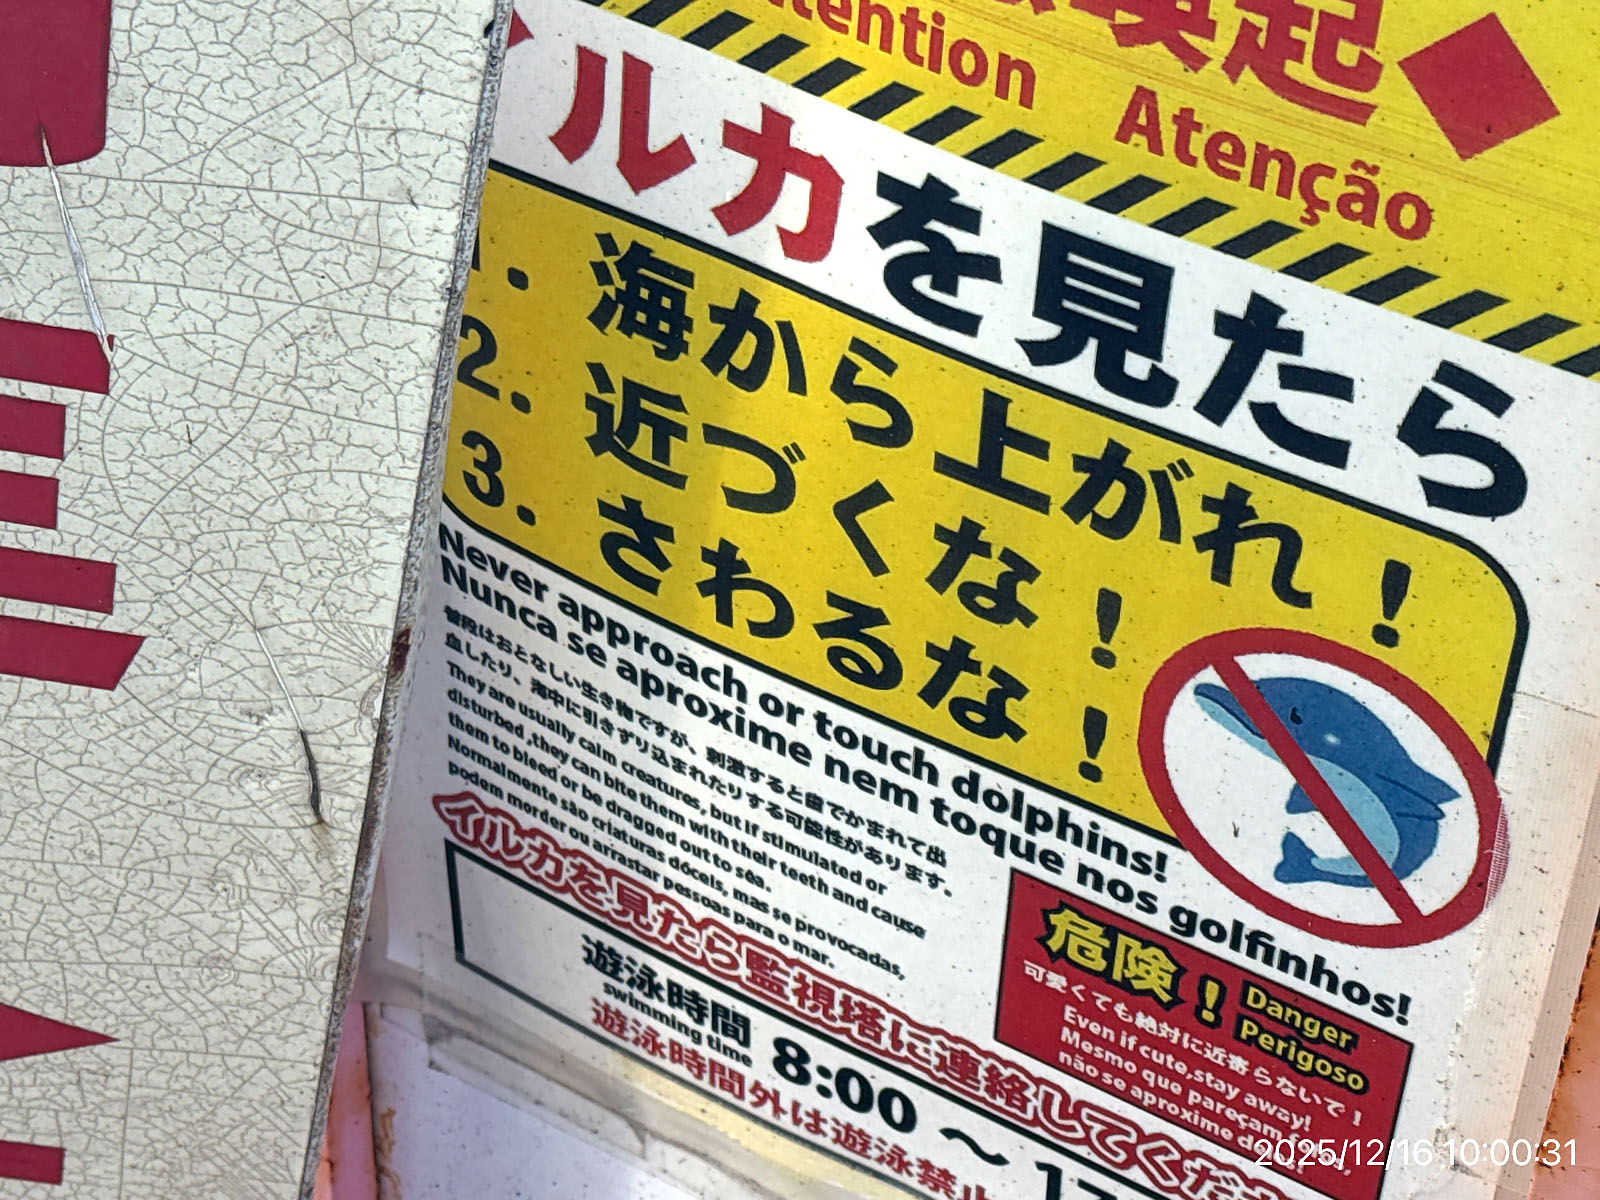 喚起◆
Attention Atenção
イルカを見たら
1. 海から上がれ！
2. 近づくな！
3. さわるな！
Never approach or touch dolphins!
Nunca se aproxime nem toque nos golfinhos!
普段はおとなしい生き物ですが、刺激すると歯でかまれて出
血したり、海中に引きずり込まれたりする可能性があります。
They are usually calm creatures, but if stimulated or
disturbed ,they can bite them with their teeth and cause
them to bleed or be dragged out to sea.
Normalmente são criaturas dóceis, mas se provocadas,
podem morder ou arrastar pessoas para o mar.
危険！ Danger
Perigoso
可愛くても絶対に近寄らないで！
Even if cute,stay away!
Mesmo que pareçam
não se aproxime
イルカを見たら監視塔に連絡してくだ
遊泳時間 8:00 ～ 17
swimming time
遊泳時間外は遊泳禁止
2025/12/16 10:00:31